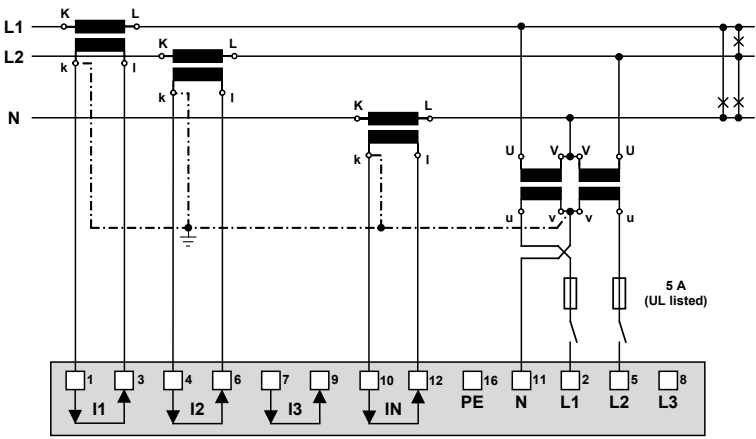 K L
L1
K L
L2
k l
k l
K L
N
k l
U V V U
u v v u
5 A
(UL listed)
1 3 4 6 7 9 10 12 16 11 2 5 8
I1 I2 I3 IN PE N L1 L2 L3